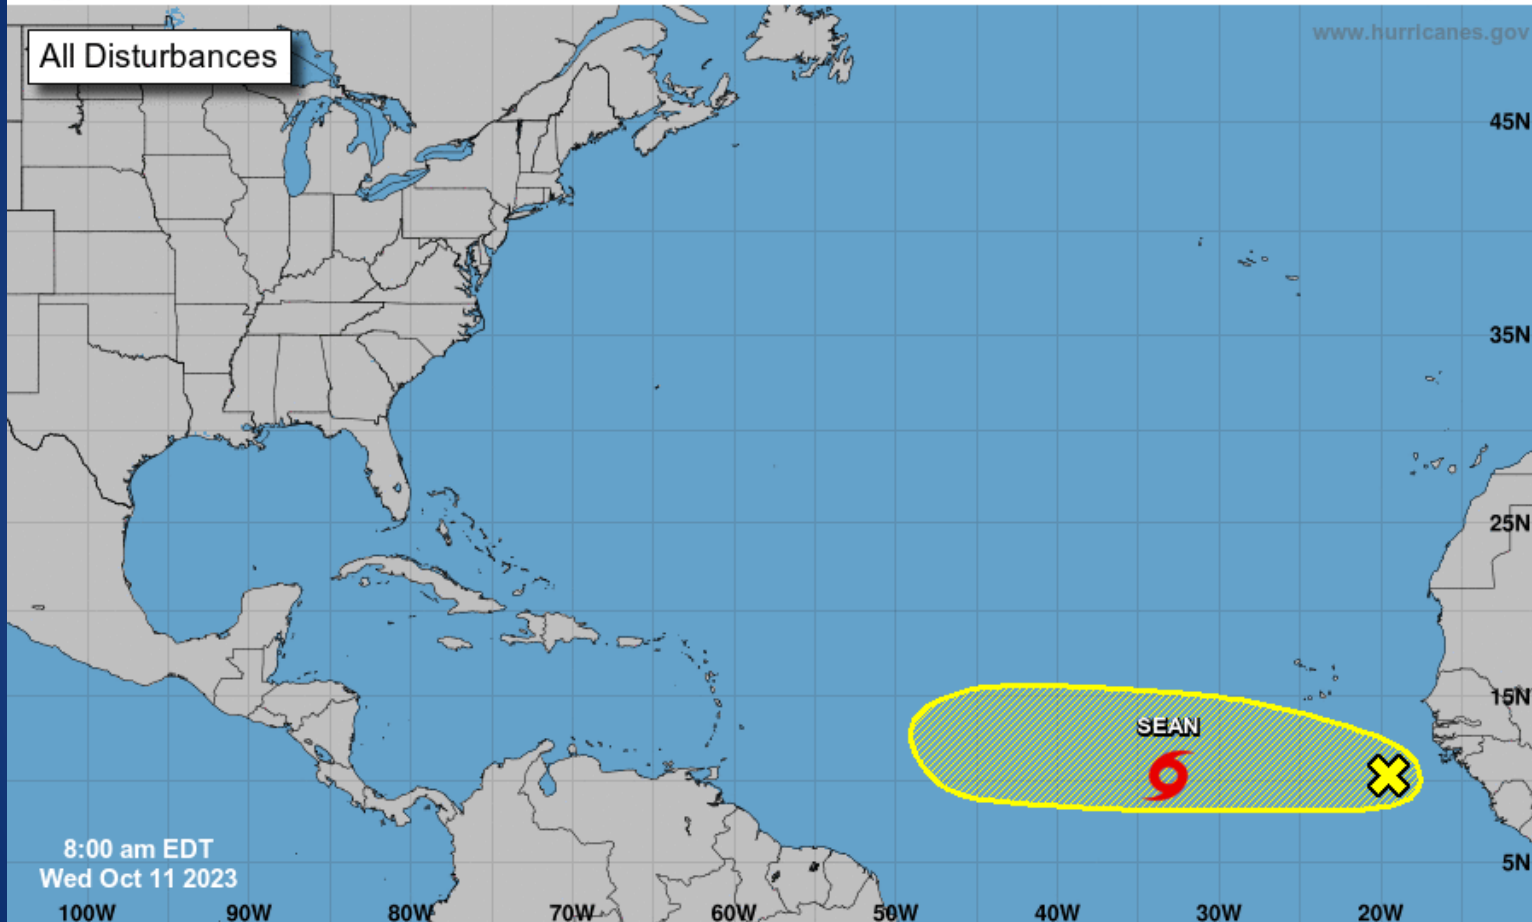 All Disturbances
www.hurricanes.gov
45N
35N
25N
15N
SEAN
5N
8:00 am EDT
Wed Oct 11 2023
100W 90W 80W 70W 60W 50W 40W 30W 20W